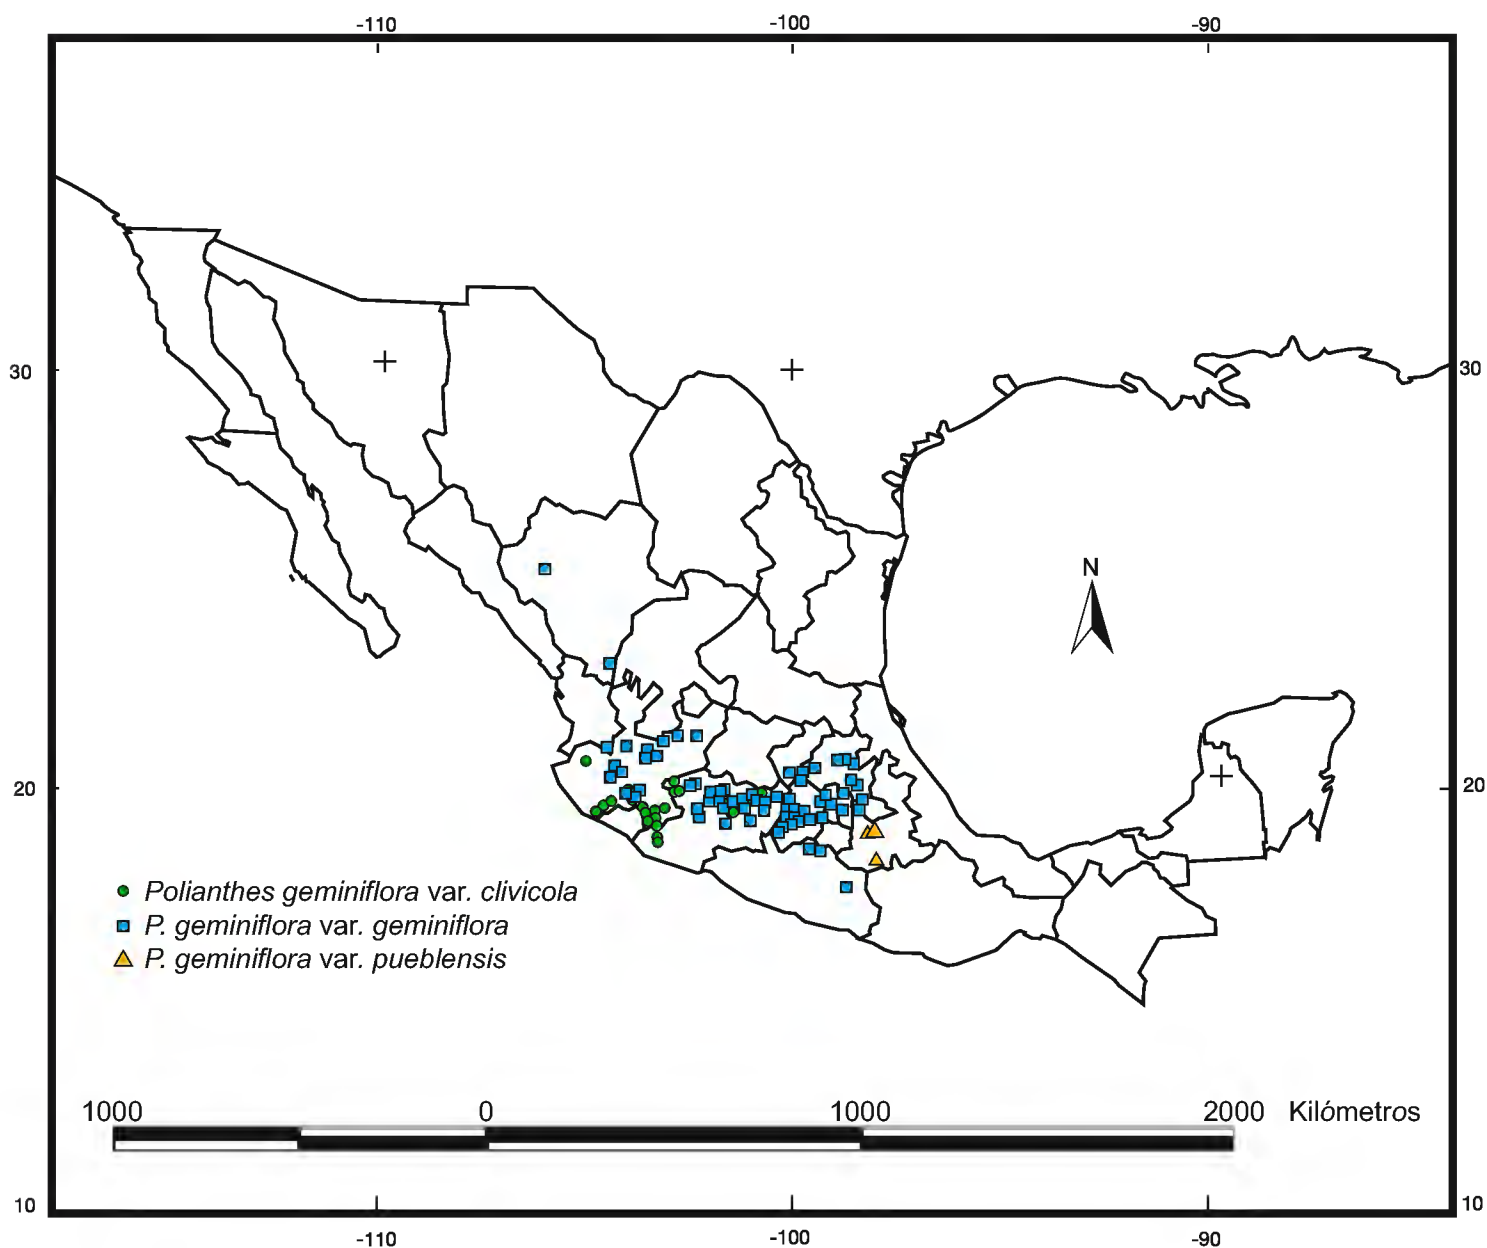 -110 -100 -90
30 30
N
20 20
Polianthes geminiflora var. clivicola
P. geminiflora var. geminiflora
P. geminiflora var. pueblensis
1000 0 1000 2000 Kilómetros
10 10
-110 -100 -90